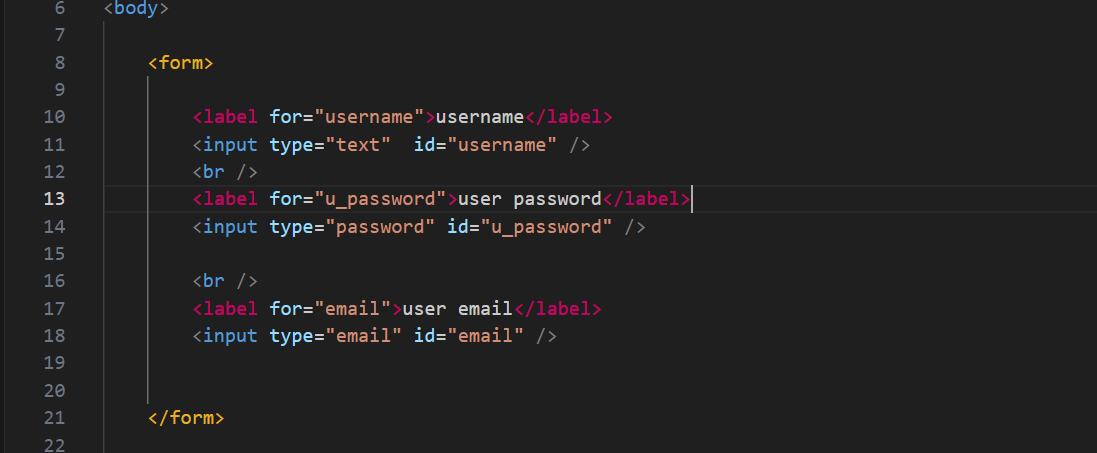 6 <body>
7
8 <form>
9
10 <label for="username">username</label>
11 <input type="text"  id="username" />
12 <br />
13 <label for="u_password">user password</label>
14 <input type="password" id="u_password" />
15
16 <br />
17 <label for="email">user email</label>
18 <input type="email" id="email" />
19
20
21 </form>
22